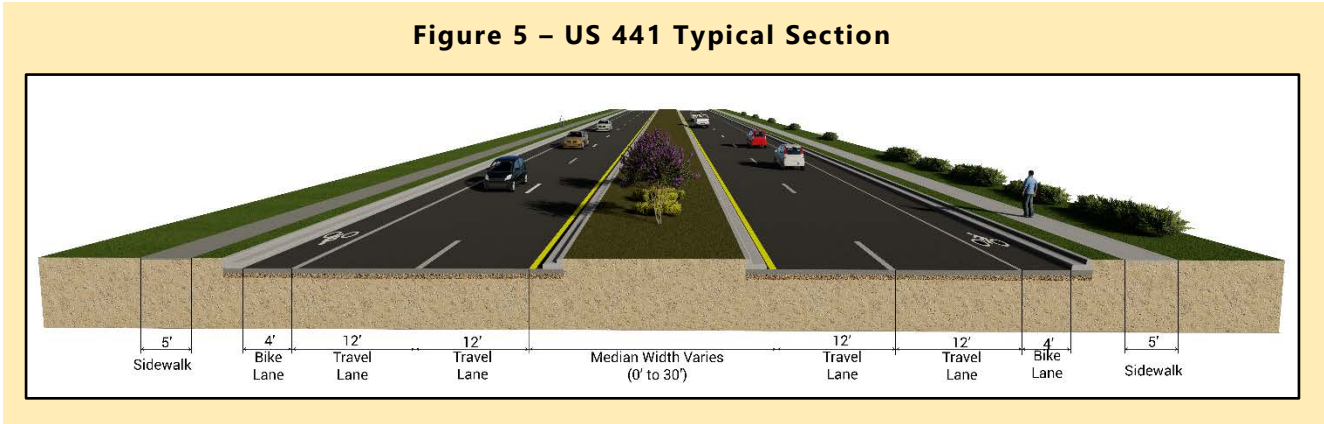 Figure 5 – US 441 Typical Section
5'
Sidewalk
4'
Bike
Lane
12'
Travel
Lane
12'
Travel
Lane
Median Width Varies
(0' to 30')
12'
Travel
Lane
12'
Travel
Lane
4'
Bike
Lane
5'
Sidewalk